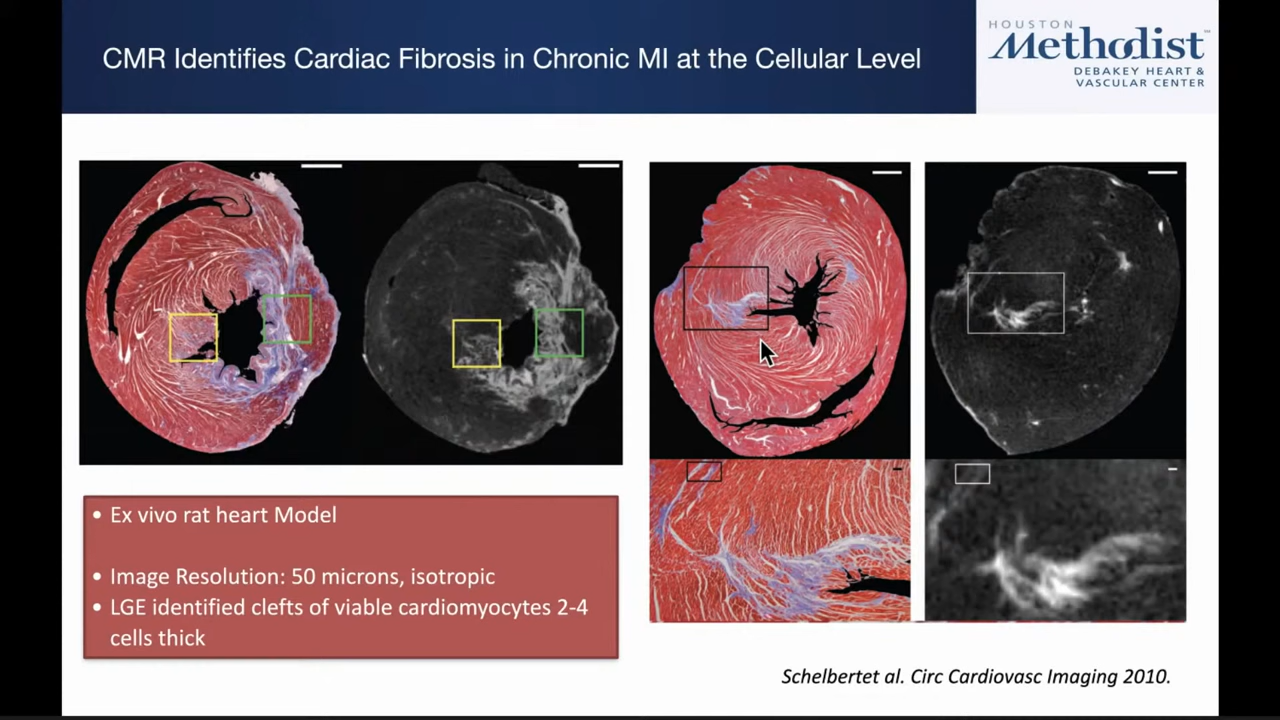 CMR Identifies Cardiac Fibrosis in Chronic MI at the Cellular Level
HOUSTON
Methodist
DEBAKEY HEART &
VASCULAR CENTER
• Ex vivo rat heart Model
• Image Resolution: 50 microns, isotropic
• LGE identified clefts of viable cardiomyocytes 2-4
cells thick
Schelbertet al. Circ Cardiovasc Imaging 2010.